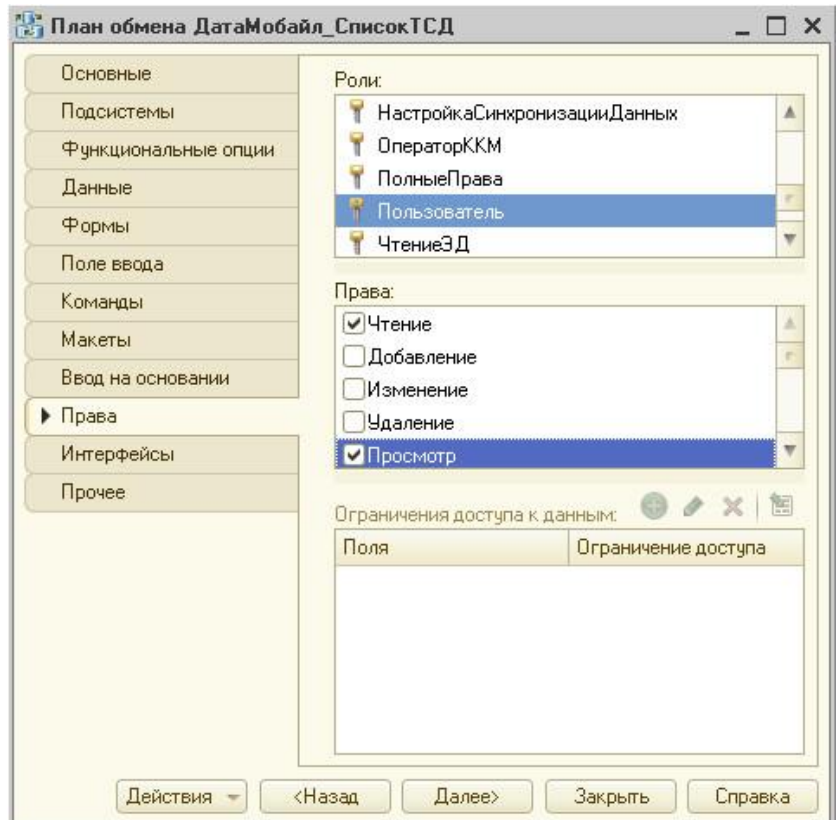 План обмена ДатаМобайл_СписокТСД
Основные
Подсистемы
Функциональные опции
Данные
Формы
Поле ввода
Команды
Макеты
Ввод на основании
Права
Интерфейсы
Прочее
Роли:
НастройкаСинхронизацииДанных
ОператорККМ
ПолныеПрава
Пользователь
ЧтениеЭД
Права:
Чтение
Добавление
Изменение
Удаление
Просмотр
Ограничения доступа к данным:
Поля Ограничение доступа
Действия <Назад Далее> Закрыть Справка